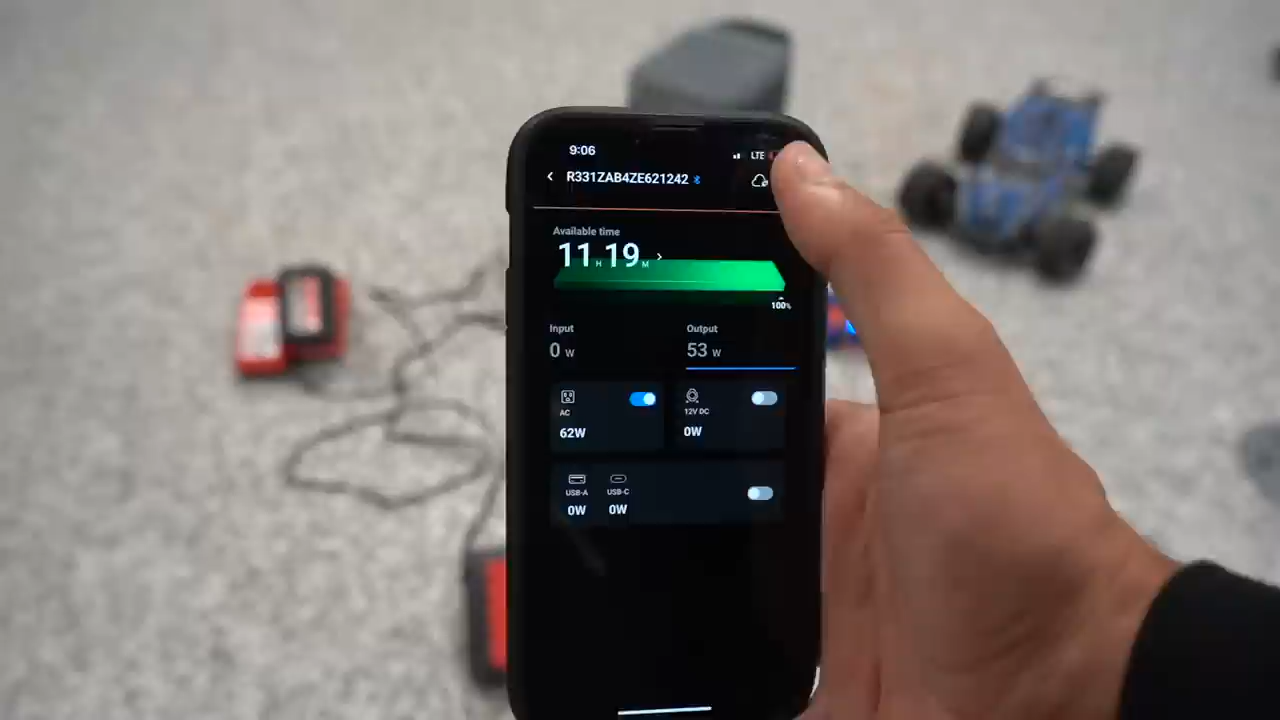 9:06 LTE
R331ZAB4ZE621242
Available time
11 H 19 M
100%
Input Output
0 W 53 W
AC 12V DC
62W 0W
USB-A USB-C
0W 0W